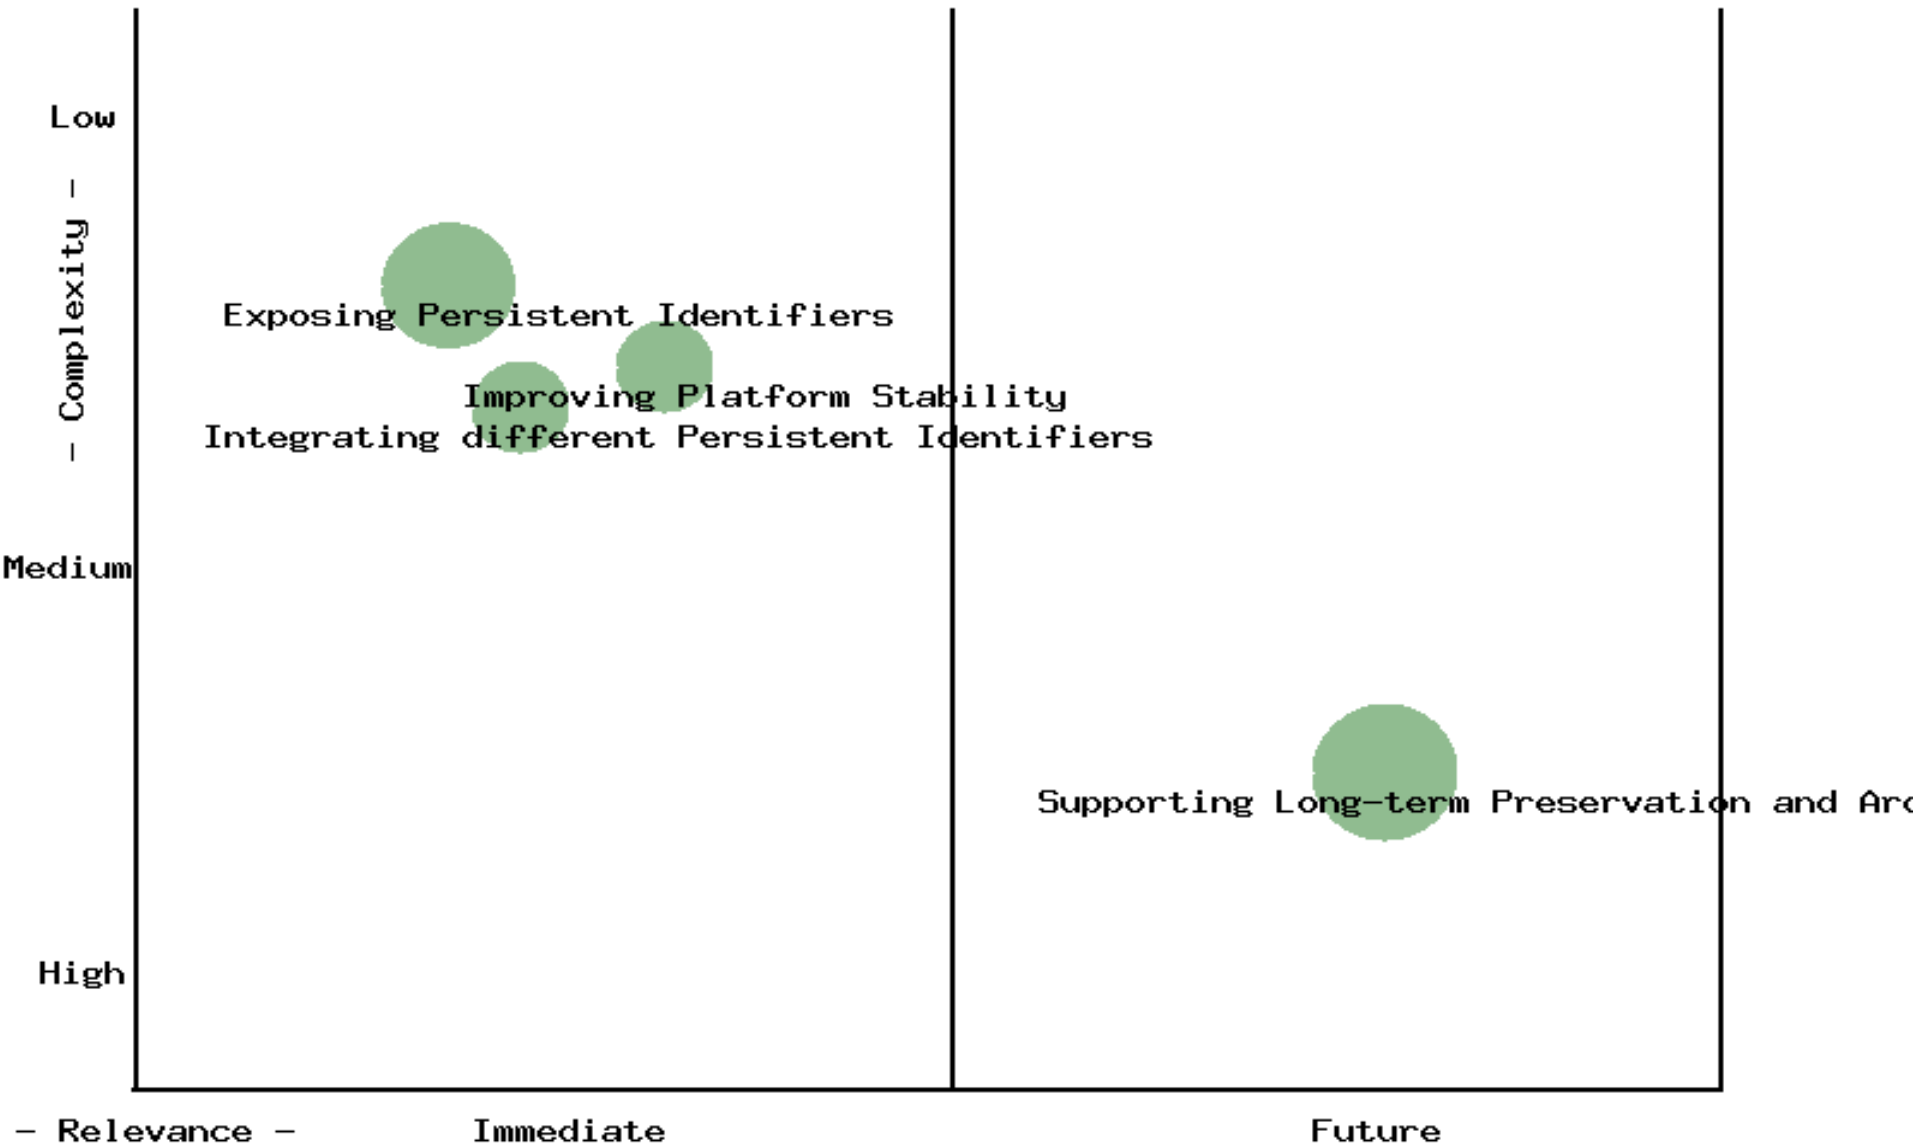 Low
- Complexity -
Exposing Persistent Identifiers
Improving Platform Stability
Integrating different Persistent Identifiers
Medium
Supporting Long-term Preservation and
High
- Relevance -
Immediate
Future